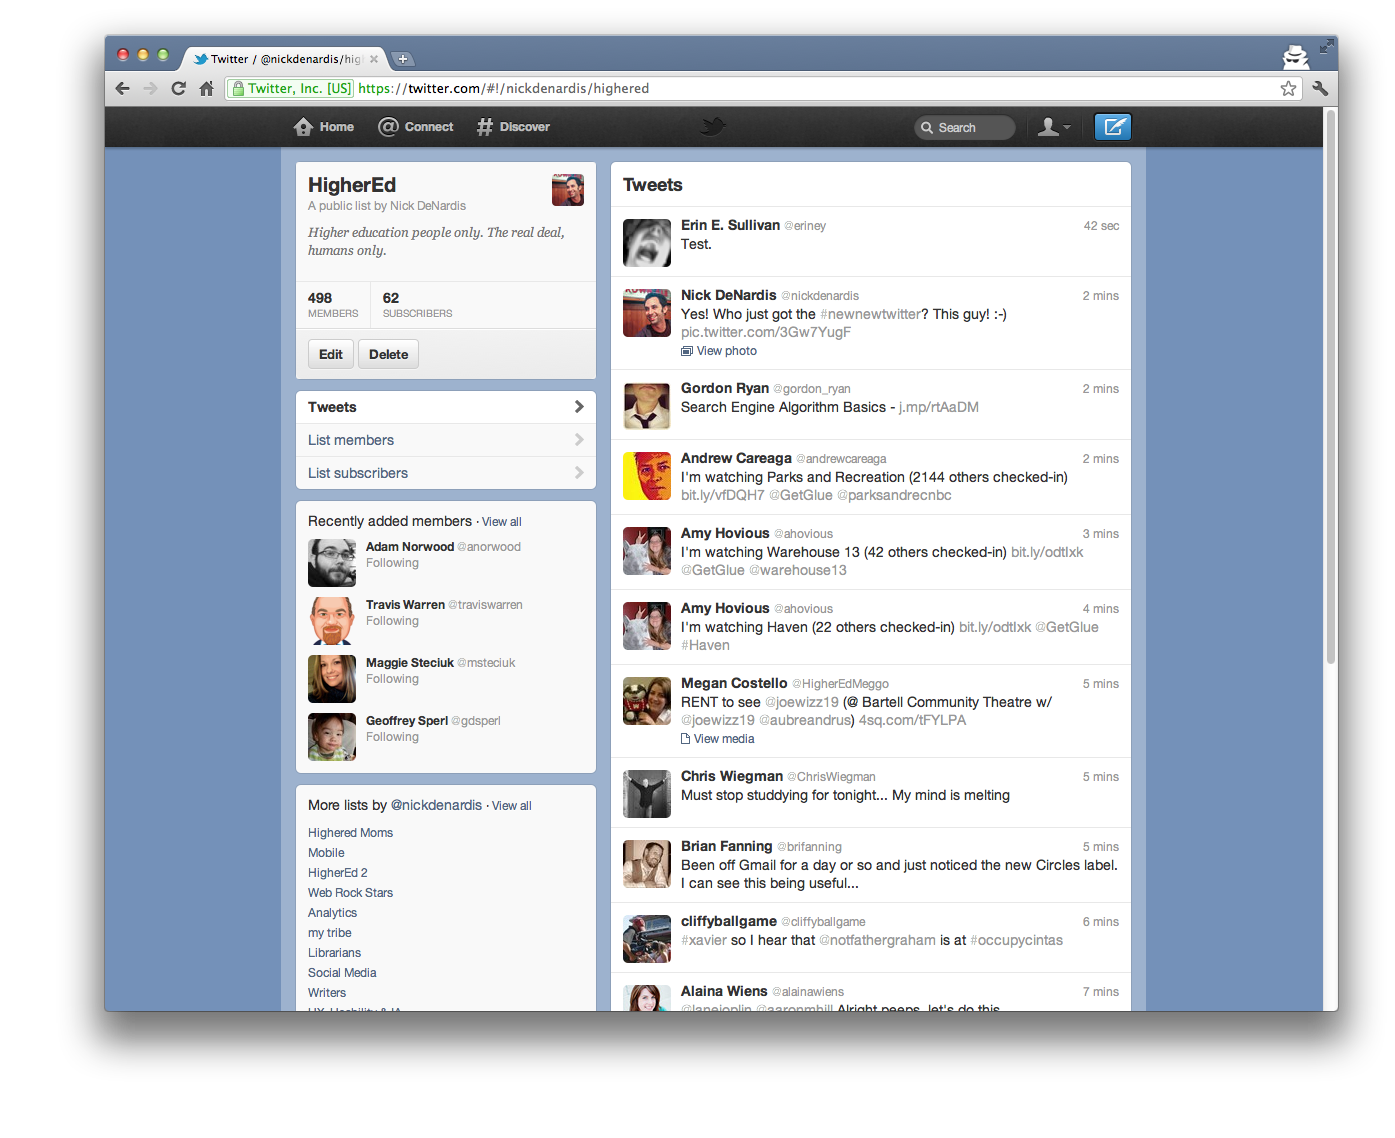 Twitter / @nickdenardis/hig
Twitter, Inc. [US] https://twitter.com/#!/nickdenardis/highered
Home @ Connect # Discover Search
HigherEd
A public list by Nick DeNardis
Higher education people only. The real deal,
humans only.
498 62
MEMBERS SUBSCRIBERS
Edit Delete
Tweets
List members
List subscribers
Recently added members · View all
Adam Norwood @anorwood
Following
Travis Warren @traviswarren
Following
Maggie Steciuk @msteciuk
Following
Geoffrey Sperl @gdsperl
Following
More lists by @nickdenardis · View all
Highered Moms
Mobile
HigherEd 2
Web Rock Stars
Analytics
my tribe
Librarians
Social Media
Writers
Tweets
Erin E. Sullivan @eriney 42 sec
Test.
Nick DeNardis @nickdenardis 2 mins
Yes! Who just got the #newnewtwitter? This guy! :-)
pic.twitter.com/3Gw7YugF
View photo
Gordon Ryan @gordon_ryan 2 mins
Search Engine Algorithm Basics - j.mp/rtAaDM
Andrew Careaga @andrewcareaga 2 mins
I'm watching Parks and Recreation (2144 others checked-in)
bit.ly/vfDQH7 @GetGlue @parksandrecnbc
Amy Hovious @ahovious 3 mins
I'm watching Warehouse 13 (42 others checked-in) bit.ly/odtIxk
@GetGlue @warehouse13
Amy Hovious @ahovious 4 mins
I'm watching Haven (22 others checked-in) bit.ly/odtIxk @GetGlue
#Haven
Megan Costello @HigherEdMeggo 5 mins
RENT to see @joewizz19 (@ Bartell Community Theatre w/
@joewizz19 @aubreandrus) 4sq.com/tFYLPA
View media
Chris Wiegman @ChrisWiegman 5 mins
Must stop studdying for tonight... My mind is melting
Brian Fanning @brifanning 5 mins
Been off Gmail for a day or so and just noticed the new Circles label.
I can see this being useful...
cliffyballgame @cliffyballgame 6 mins
#xavier so I hear that @notfathergraham is at #occupycintas
Alaina Wiens @alainawiens 7 mins
@lanejoplin @aaronmhill Alright peeps, let's do this